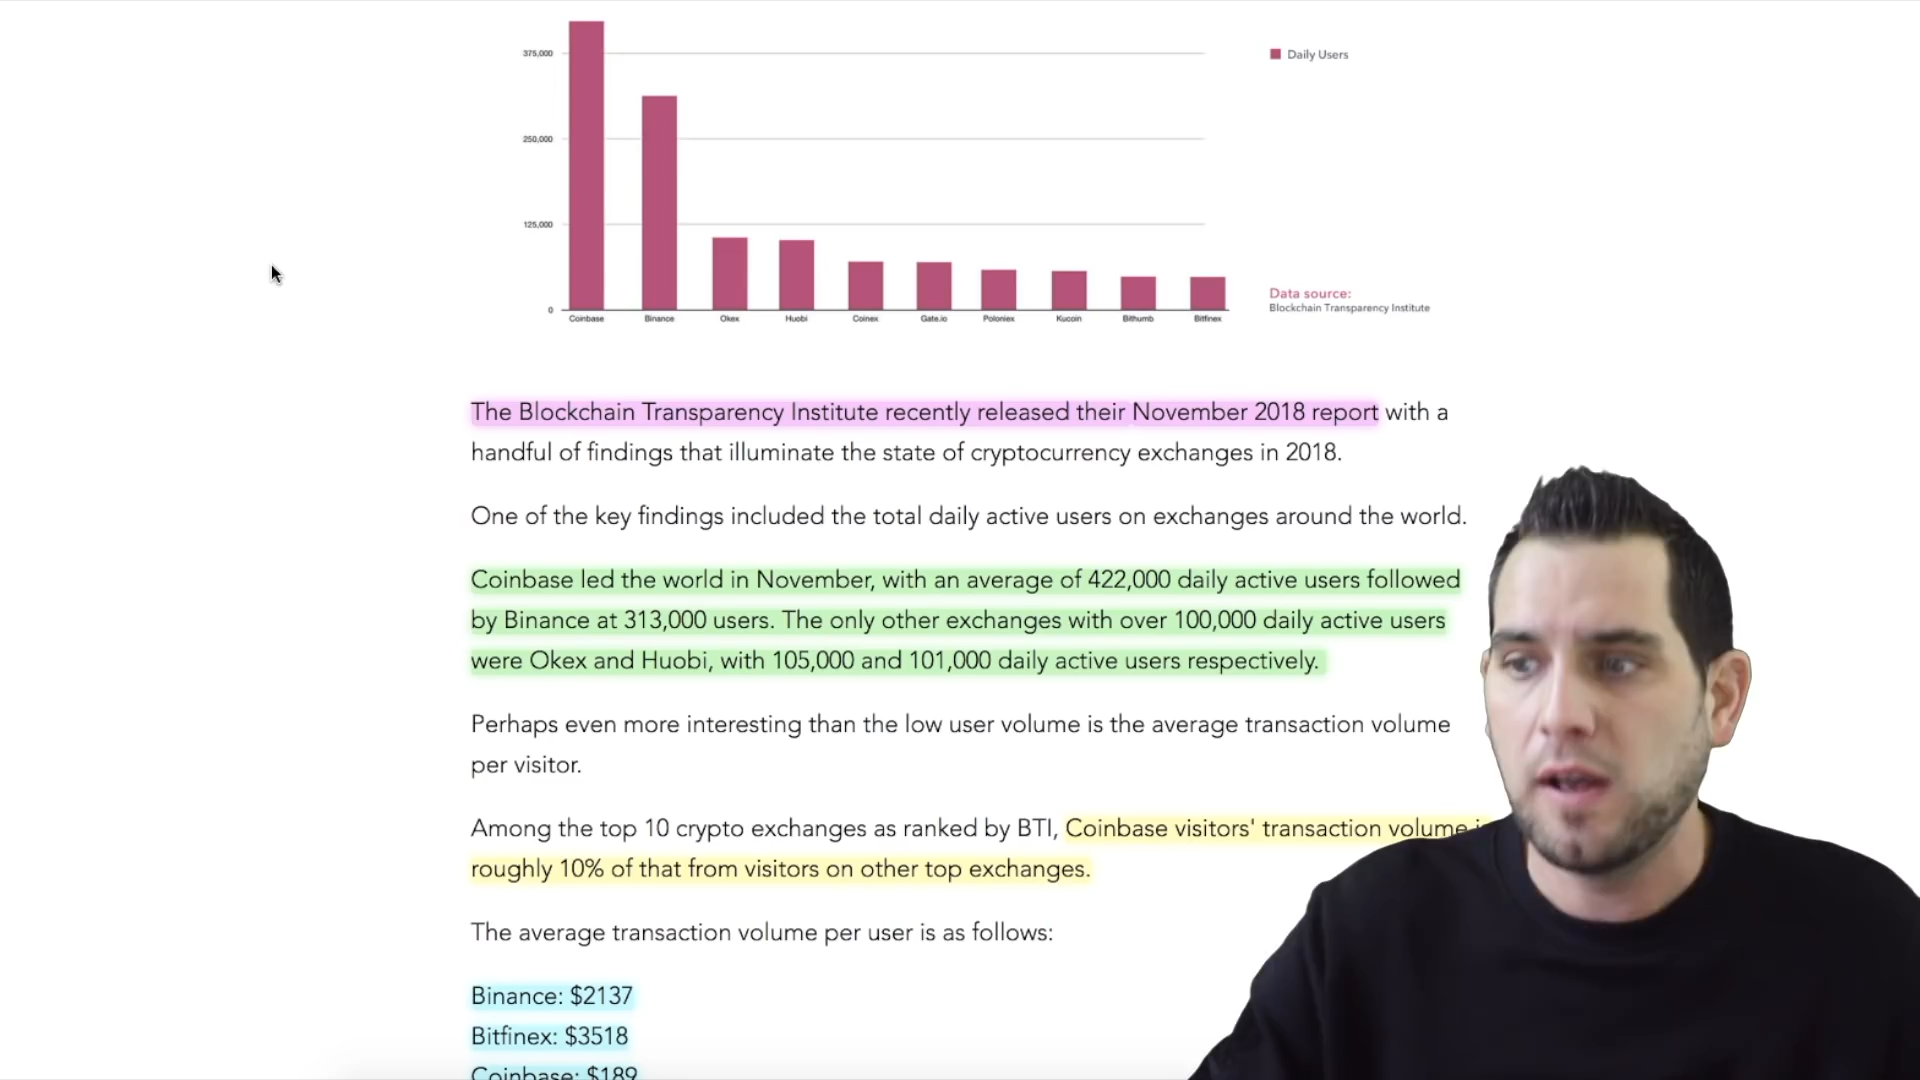 375,000
Daily Users
250,000
125,000
0
Coinbase Binance Okex Huobi Coinex Gate.io Poloniex Kucoin Bithumb Bitfinex
Data source:
Blockchain Transparency Institute
The Blockchain Transparency Institute recently released their November 2018 report with a
handful of findings that illuminate the state of cryptocurrency exchanges in 2018.
One of the key findings included the total daily active users on exchanges around the world.
Coinbase led the world in November, with an average of 422,000 daily active users followed
by Binance at 313,000 users. The only other exchanges with over 100,000 daily active users
were Okex and Huobi, with 105,000 and 101,000 daily active users respectively.
Perhaps even more interesting than the low user volume is the average transaction volume
per visitor.
Among the top 10 crypto exchanges as ranked by BTI, Coinbase visitors' transaction volume
roughly 10% of that from visitors on other top exchanges.
The average transaction volume per user is as follows:
Binance: $2137
Bitfinex: $3518
Coinbase: $189